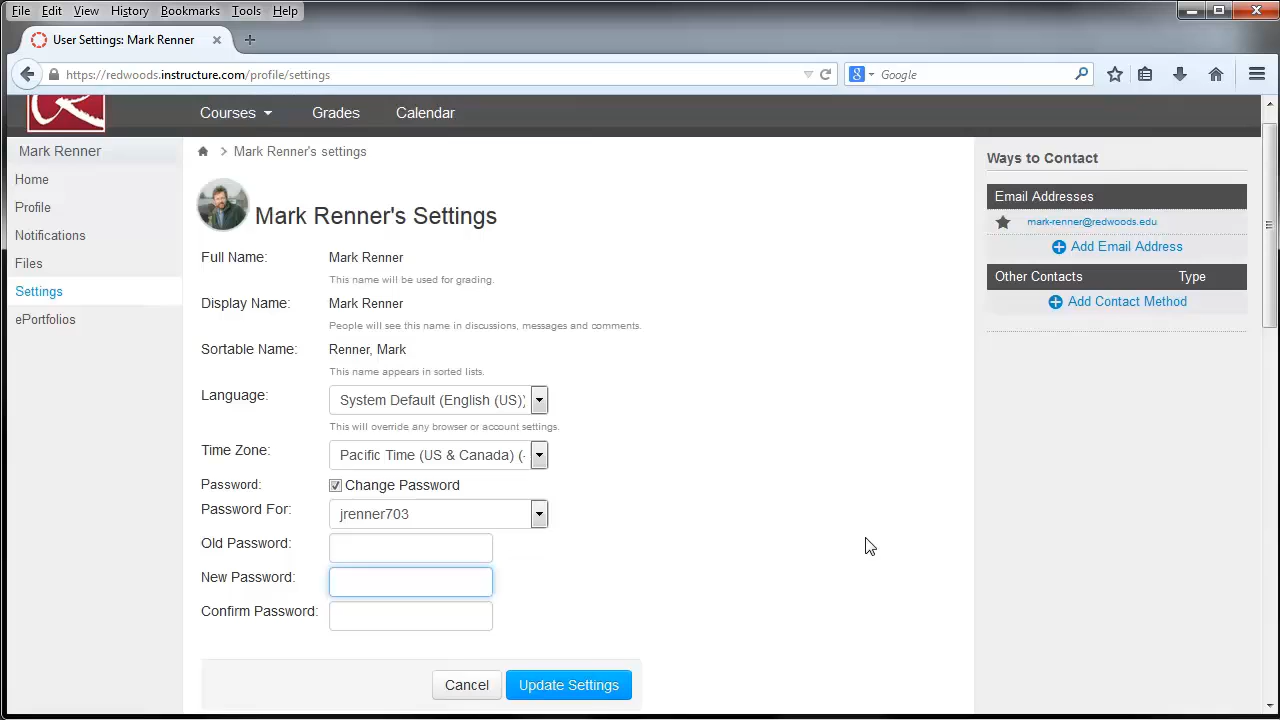 File Edit View History Bookmarks Tools Help
User Settings: Mark Renner
https://redwoods.instructure.com/profile/settings
Google
Courses Grades Calendar
Mark Renner
Home
Profile
Notifications
Files
Settings
ePortfolios
Mark Renner's settings
Mark Renner's Settings
Full Name: Mark Renner
This name will be used for grading.
Display Name: Mark Renner
People will see this name in discussions, messages and comments.
Sortable Name: Renner, Mark
This name appears in sorted lists.
Language: System Default (English (US))
This will override any browser or account settings.
Time Zone: Pacific Time (US & Canada) (-
Password: Change Password
Password For: jrenner703
Old Password:
New Password:
Confirm Password:
Cancel Update Settings
Ways to Contact
Email Addresses
mark-renner@redwoods.edu
Add Email Address
Other Contacts Type
Add Contact Method